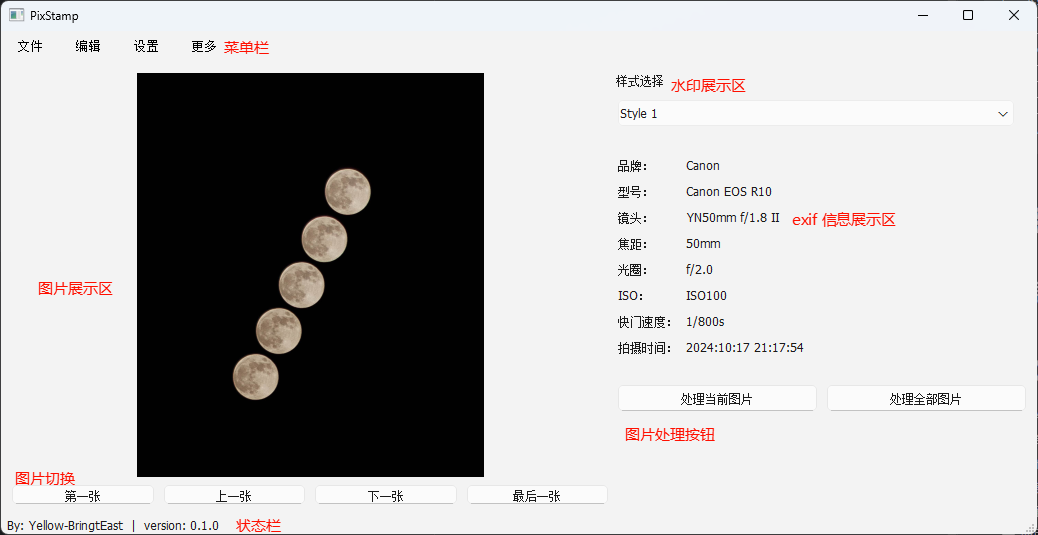 PixStamp
文件 编辑 设置 更多 菜单栏
样式选择 水印展示区
Style 1
品牌： Canon
型号： Canon EOS R10
镜头： YN50mm f/1.8 II exif 信息展示区
焦距： 50mm
光圈： f/2.0
图片展示区
ISO： ISO100
快门速度： 1/800s
拍摄时间： 2024:10:17 21:17:54
处理当前图片 处理全部图片
图片处理按钮
图片切换
第一张 上一张 下一张 最后一张
By: Yellow-BringtEast | version: 0.1.0 状态栏